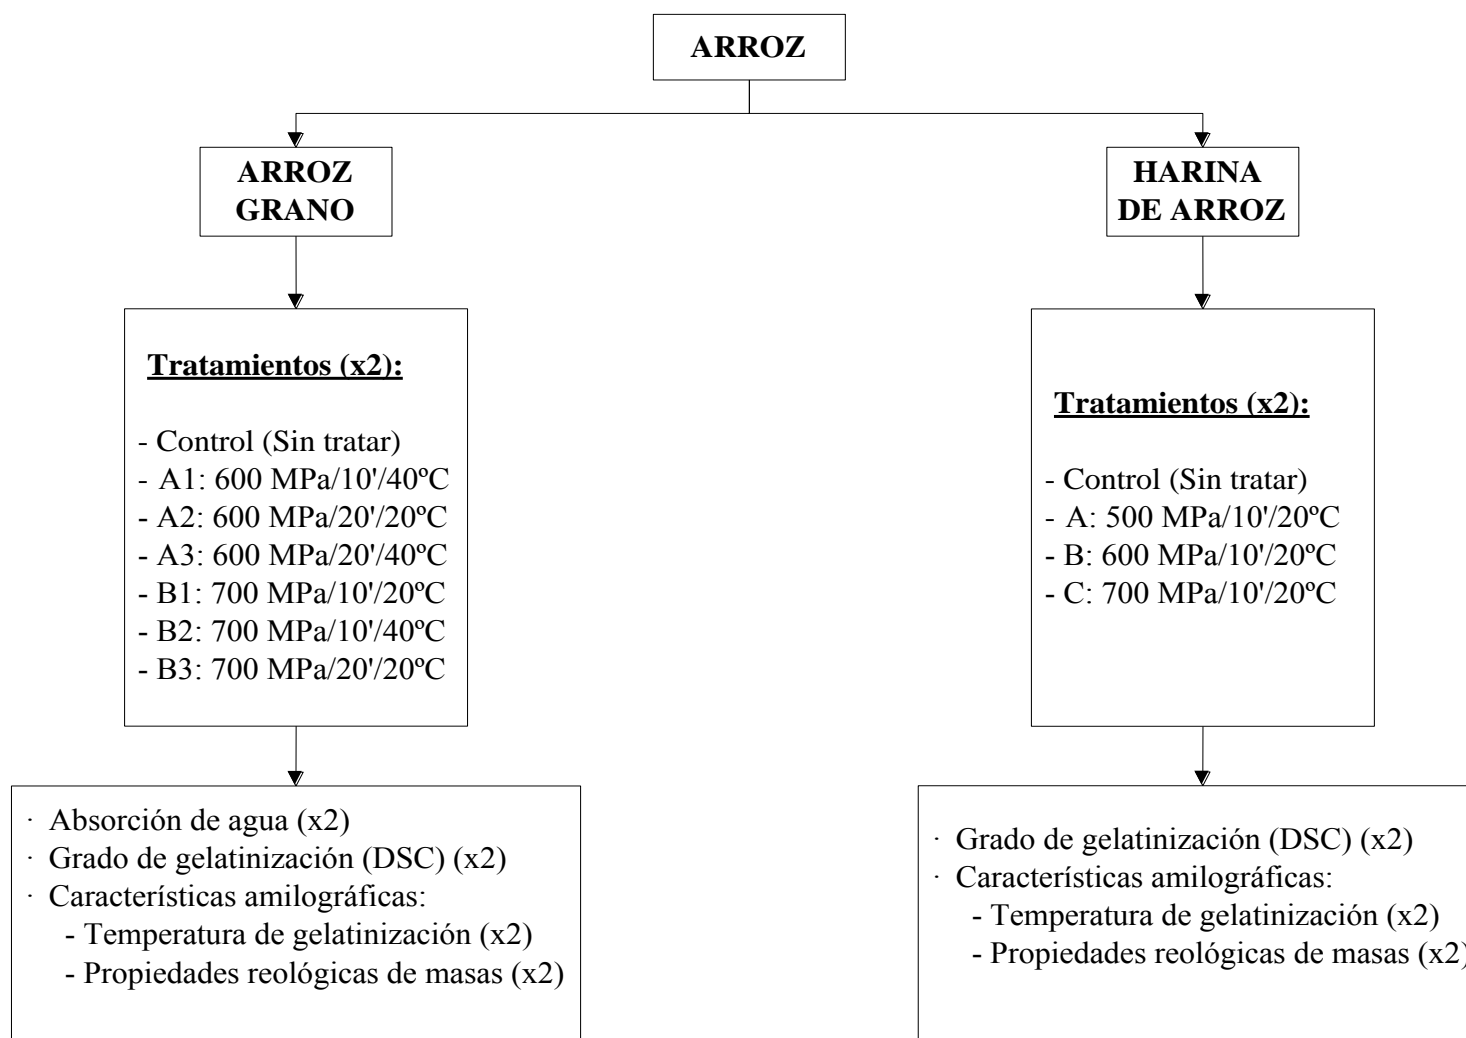 ARROZ
ARROZ
GRANO
Tratamientos (x2):
- Control (Sin tratar)
- A1: 600 MPa/10'/40ºC
- A2: 600 MPa/20'/20ºC
- A3: 600 MPa/20'/40ºC
- B1: 700 MPa/10'/20ºC
- B2: 700 MPa/10'/40ºC
- B3: 700 MPa/20'/20ºC
· Absorción de agua (x2)
· Grado de gelatinización (DSC) (x2)
· Características amilográficas:
- Temperatura de gelatinización (x2)
- Propiedades reológicas de masas (x2)
HARINA
DE ARROZ
Tratamientos (x2):
- Control (Sin tratar)
- A: 500 MPa/10'/20ºC
- B: 600 MPa/10'/20ºC
- C: 700 MPa/10'/20ºC
· Grado de gelatinización (DSC) (x2)
· Características amilográficas:
- Temperatura de gelatinización (x2)
- Propiedades reológicas de masas (x2)